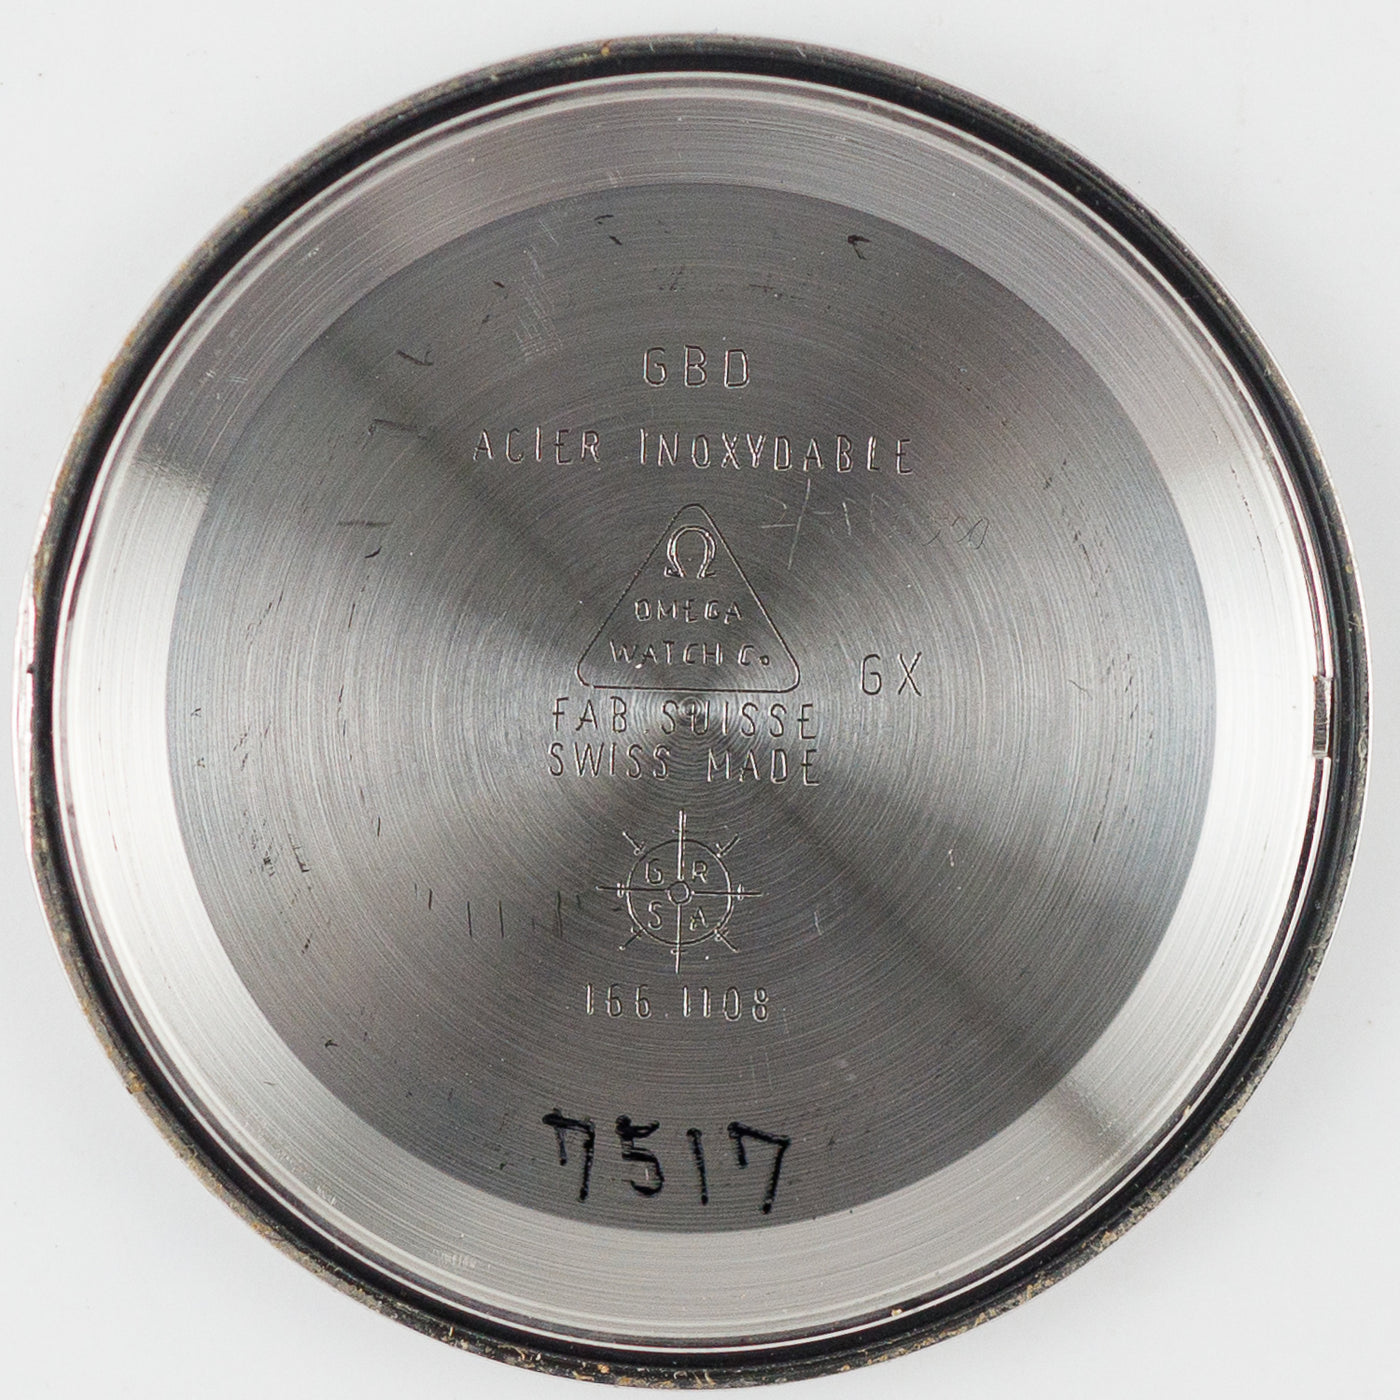 GBD
ACIER INOXYDABLE
Ω
OMEGA
WATCH Co
GX
FAB. SUISSE
SWISS MADE
G R
S A
166.1108
7517